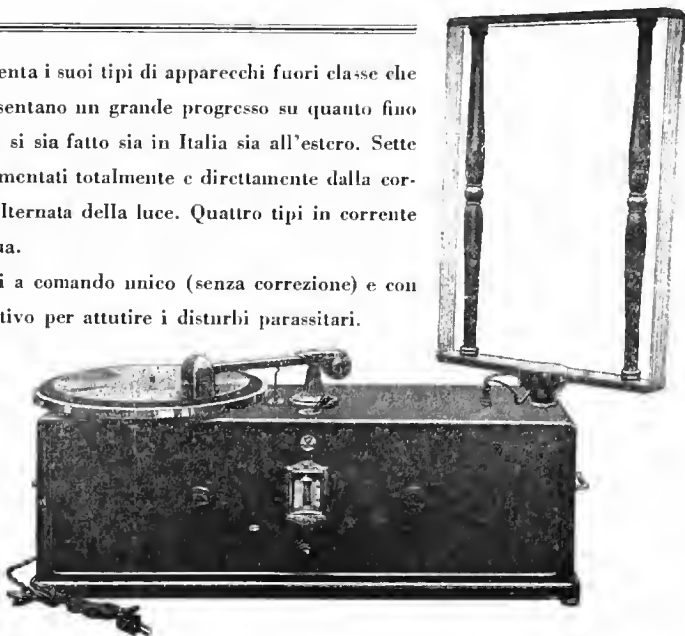 enta i suoi tipi di apparecchi fuori classe che
sentano un grande progresso su quanto fino
si sia fatto sia in Italia sia all'estero. Sette
mentati totalmente e direttamente dalla cor-
lternata della luce. Quattro tipi in corrente
ua.
i a comando unico (senza correzione) e con
tivo per attutire i disturbi parassitari.